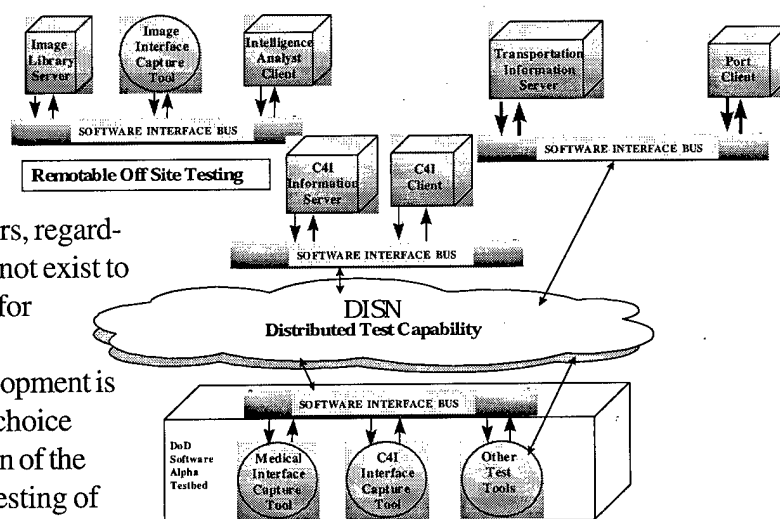 Image
Library
Server
Image
Interface
Capture
Tool
Intelligence
Analyst
Client
SOFTWARE INTERFACE BUS
Remotable Off Site Testing
Transportation
Information
Server
Port
Client
SOFTWARE INTERFACE BUS
C4I
Information
Server
C4I
Client
SOFTWARE INTERFACE BUS
DISN
Distributed Test Capability
SOFTWARE INTERFACE BUS
DoD
Software
Alpha
Testbed
Medical
Interface
Capture
Tool
C4I
Interface
Capture
Tool
Other
Test
Tools
rs, regard-
not exist to
for
opment is
choice
n of the
esting of